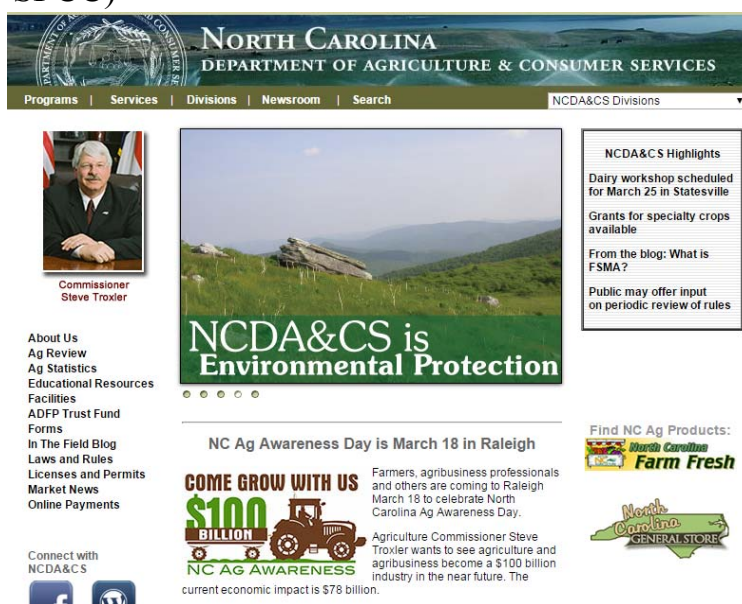 NORTH CAROLINA
DEPARTMENT OF AGRICULTURE & CONSUMER SERVICES
Programs | Services | Divisions | Newsroom | Search
NCDA&CS Divisions
Commissioner
Steve Troxler
About Us
Ag Review
Ag Statistics
Educational Resources
Facilities
ADFP Trust Fund
Forms
In The Field Blog
Laws and Rules
Licenses and Permits
Market News
Online Payments
Connect with
NCDA&CS
NCDA&CS is
Environmental Protection
NC Ag Awareness Day is March 18 in Raleigh
COME GROW WITH US
$100
BILLION
NC AG AWARENESS
Farmers, agribusiness professionals
and others are coming to Raleigh
March 18 to celebrate North
Carolina Ag Awareness Day.
Agriculture Commissioner Steve
Troxler wants to see agriculture and
agribusiness become a $100 billion
industry in the near future. The
current economic impact is $78 billion.
NCDA&CS Highlights
Dairy workshop scheduled
for March 25 in Statesville
Grants for specialty crops
available
From the blog: What is
FSMA?
Public may offer input
on periodic review of rules
Find NC Ag Products:
North Carolina
Farm Fresh
North
Carolina
GENERAL STORE